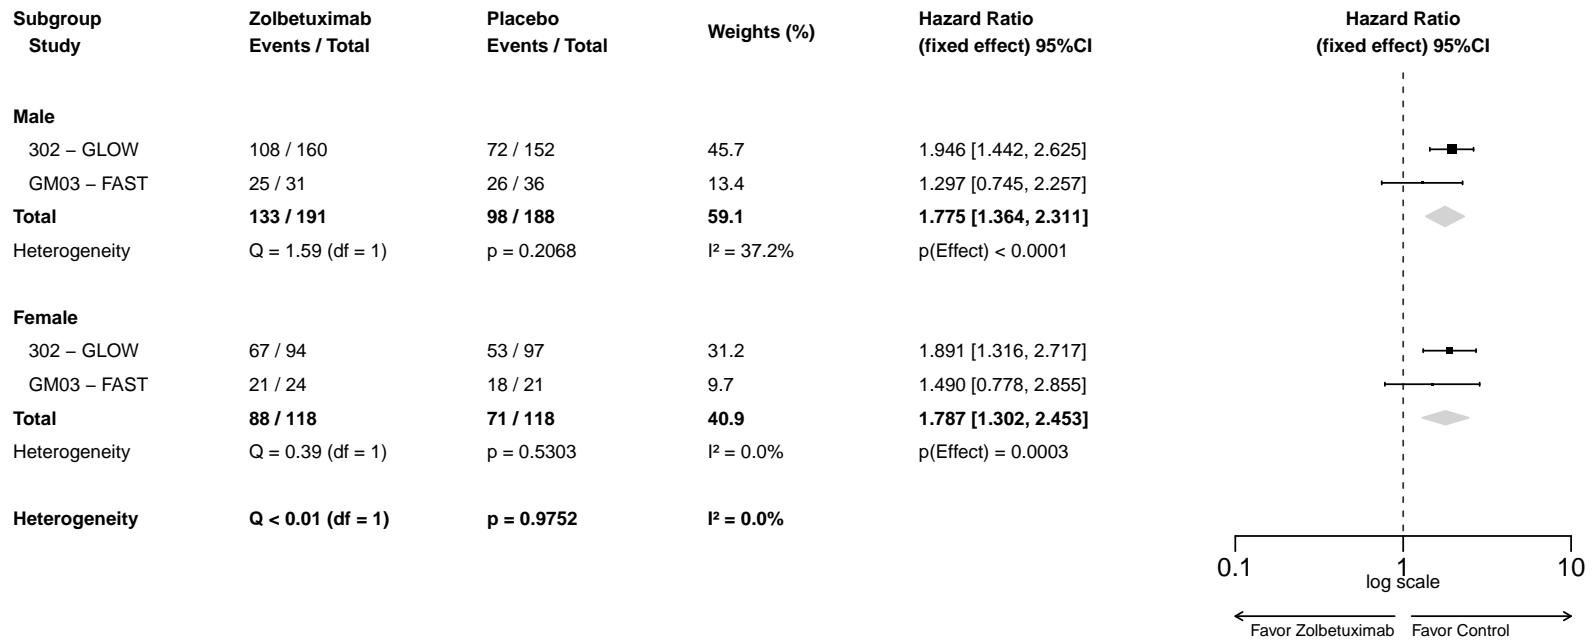 Subgroup Zolbetuximab Placebo Weights (%) Hazard Ratio Hazard Ratio
Study Events / Total Events / Total (fixed effect) 95%CI (fixed effect) 95%CI
Male
302 – GLOW 108 / 160 72 / 152 45.7 1.946 [1.442, 2.625]
GM03 – FAST 25 / 31 26 / 36 13.4 1.297 [0.745, 2.257]
Total 133 / 191 98 / 188 59.1 1.775 [1.364, 2.311]
Heterogeneity Q = 1.59 (df = 1) p = 0.2068 I² = 37.2% p(Effect) < 0.0001
Female
302 – GLOW 67 / 94 53 / 97 31.2 1.891 [1.316, 2.717]
GM03 – FAST 21 / 24 18 / 21 9.7 1.490 [0.778, 2.855]
Total 88 / 118 71 / 118 40.9 1.787 [1.302, 2.453]
Heterogeneity Q = 0.39 (df = 1) p = 0.5303 I² = 0.0% p(Effect) = 0.0003
Heterogeneity Q < 0.01 (df = 1) p = 0.9752 I² = 0.0%
0.1 1 10
log scale
Favor Zolbetuximab Favor Control